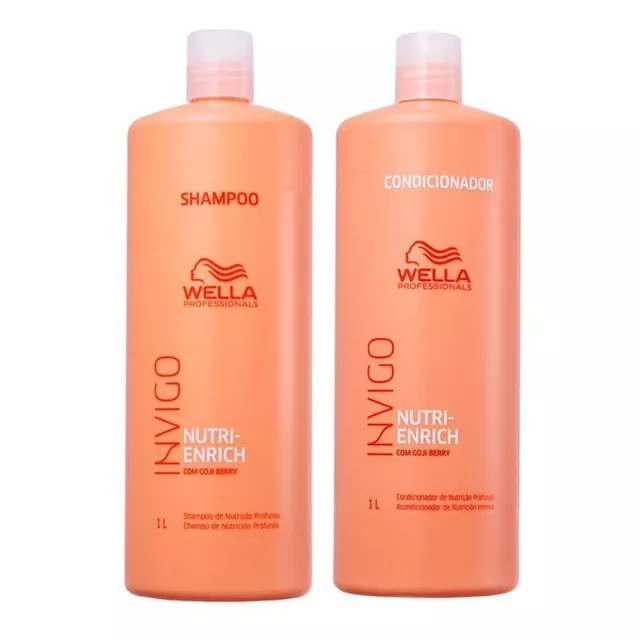 SHAMPOO
WELLA
PROFESSIONALS
INVIGO
NUTRI-
ENRICH
COM GOJI BERRY
Shampoo de Nutrição Profunda
Champú de Nutrición Profunda
1 L
CONDICIONADOR
WELLA
PROFESSIONALS
INVIGO
NUTRI-
ENRICH
COM GOJI BERRY
Condicionador de Nutrição Profunda
Acondicionador de Nutrición Intensa
1 L